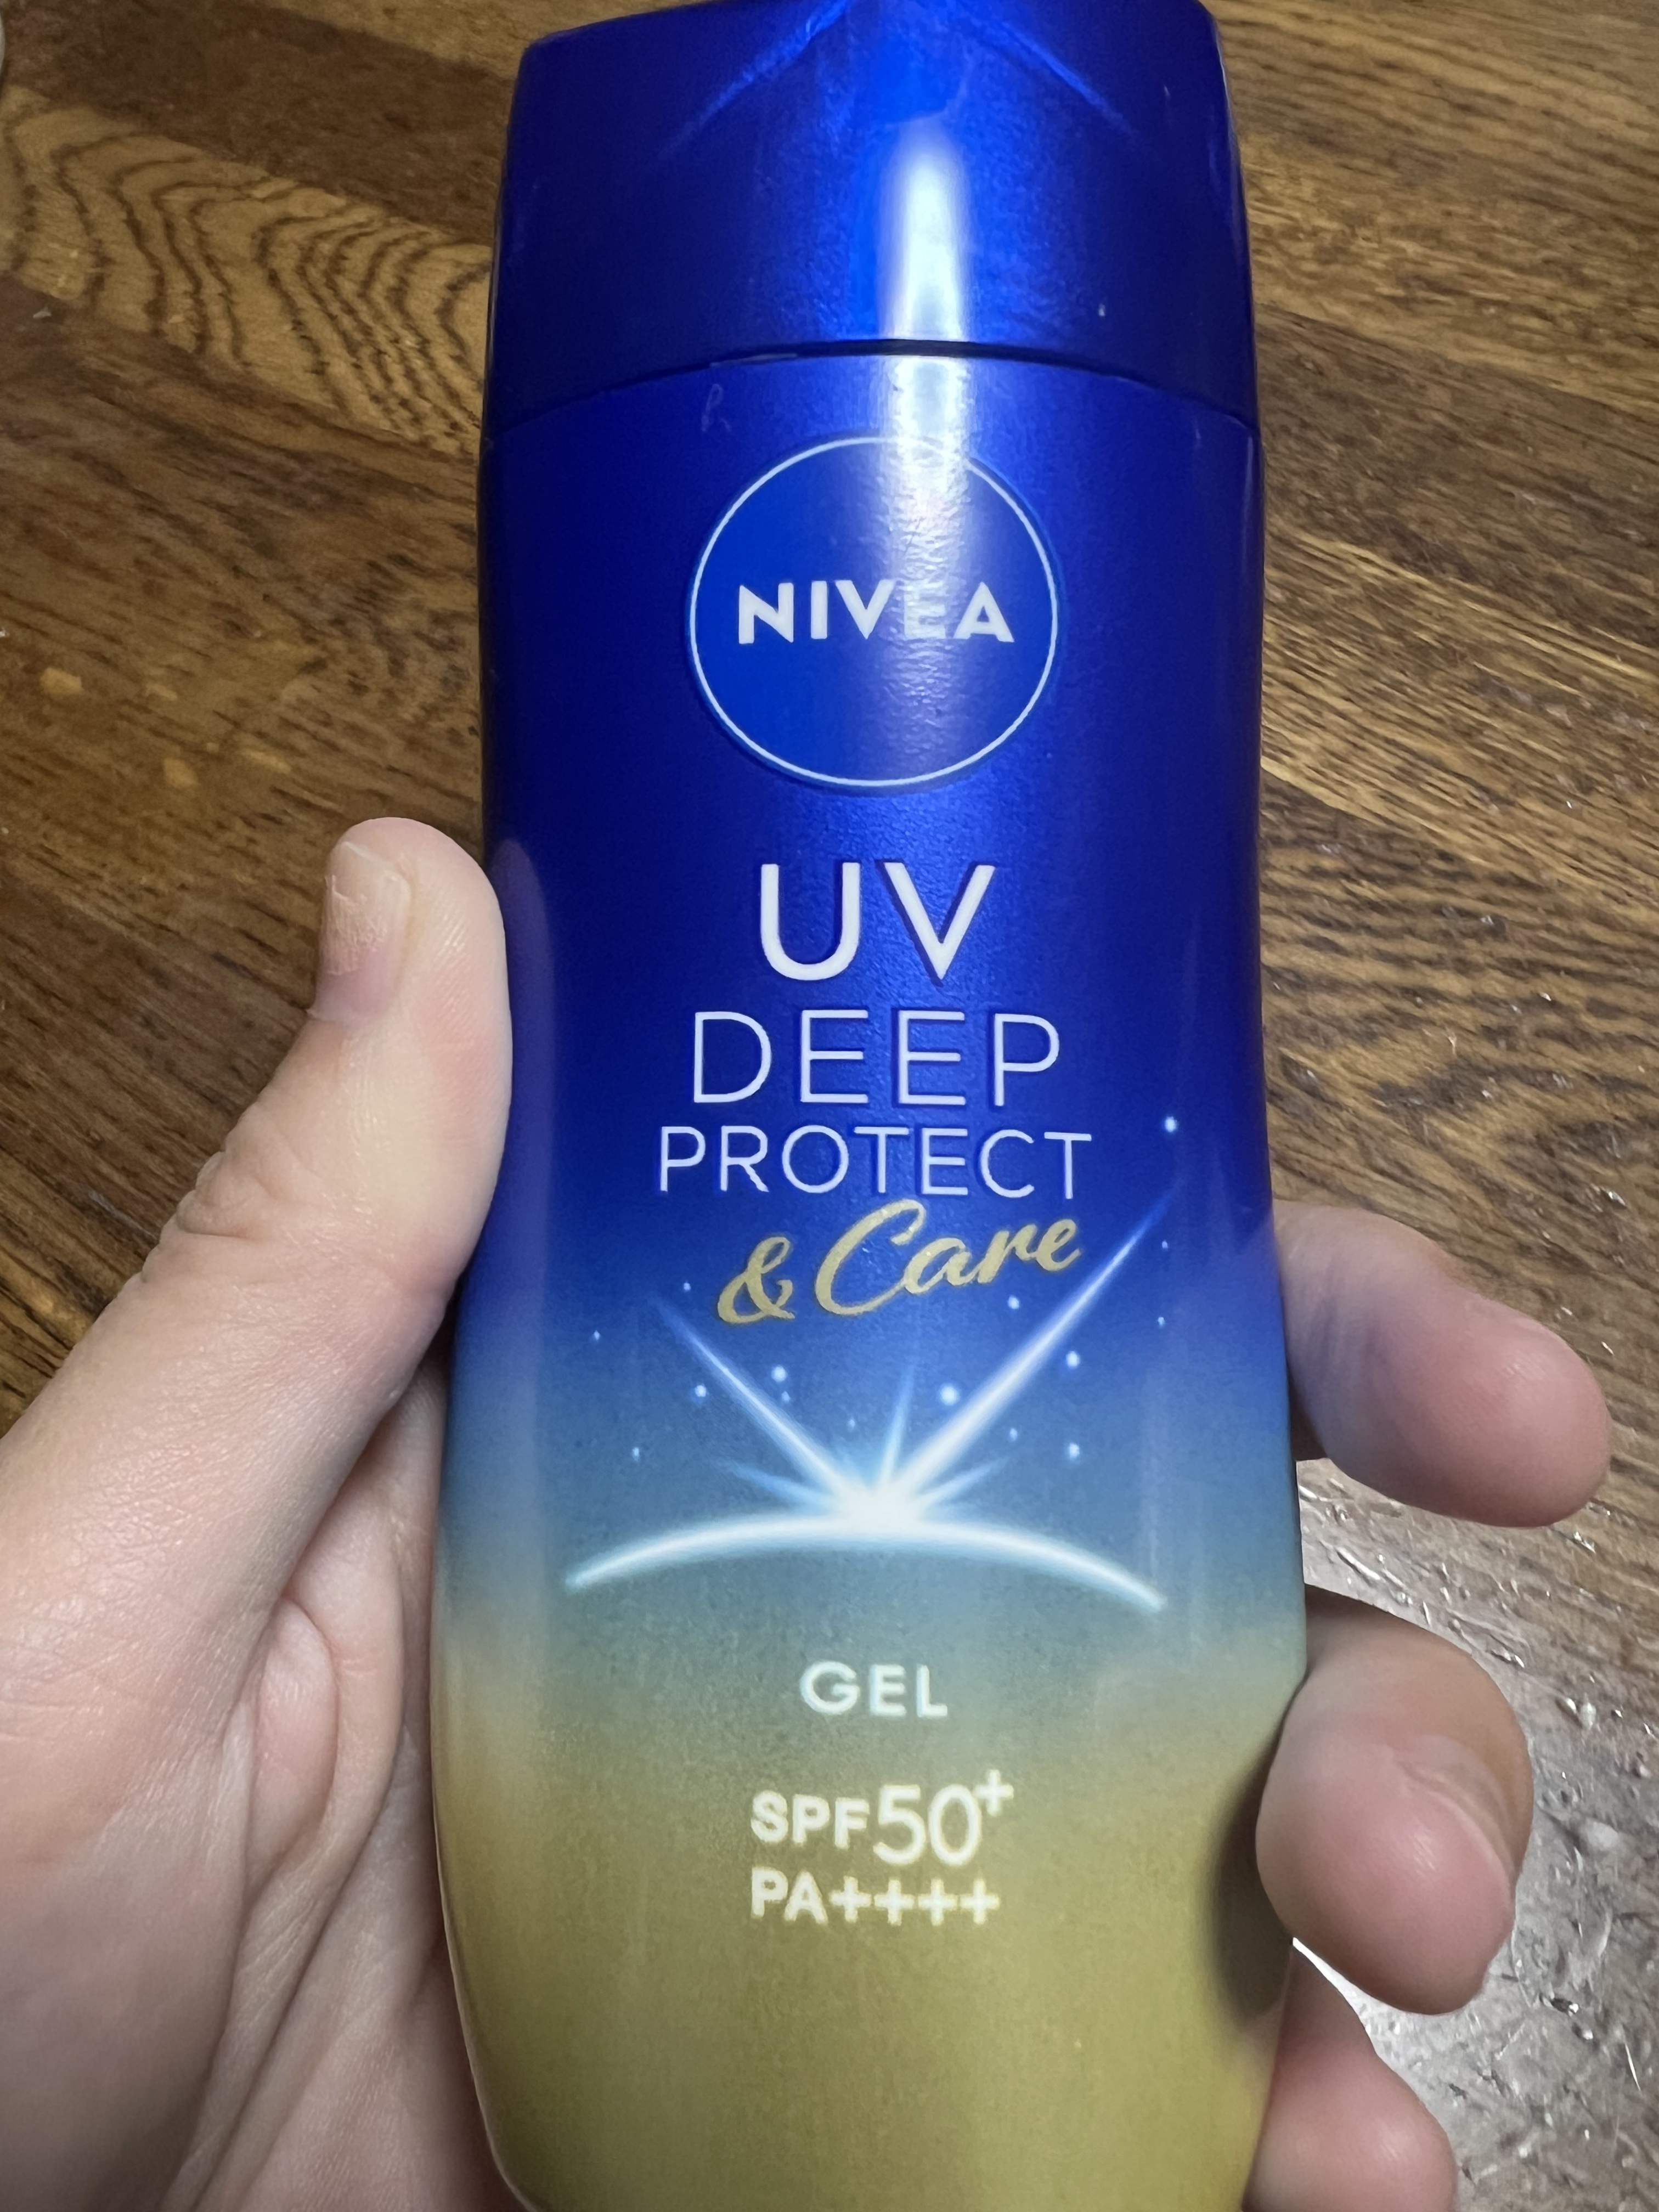 NIVEA
UV
DEEP
PROTECT
& Care
GEL
SPF50+
PA++++